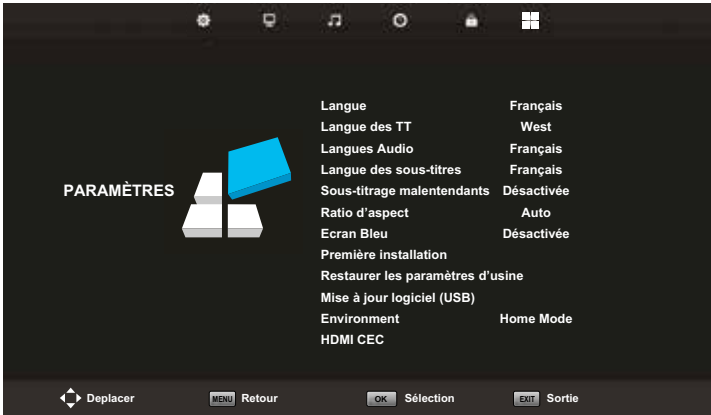 Langue Français
Langue des TT West
Langues Audio Français
Langue des sous-titres Français
PARAMÈTRES
Sous-titrage malentendants Désactivée
Ratio d'aspect Auto
Ecran Bleu Désactivée
Première installation
Restaurer les paramètres d'usine
Mise à jour logiciel (USB)
Environment Home Mode
HDMI CEC
Deplacer MENU Retour OK Sélection EXIT Sortie